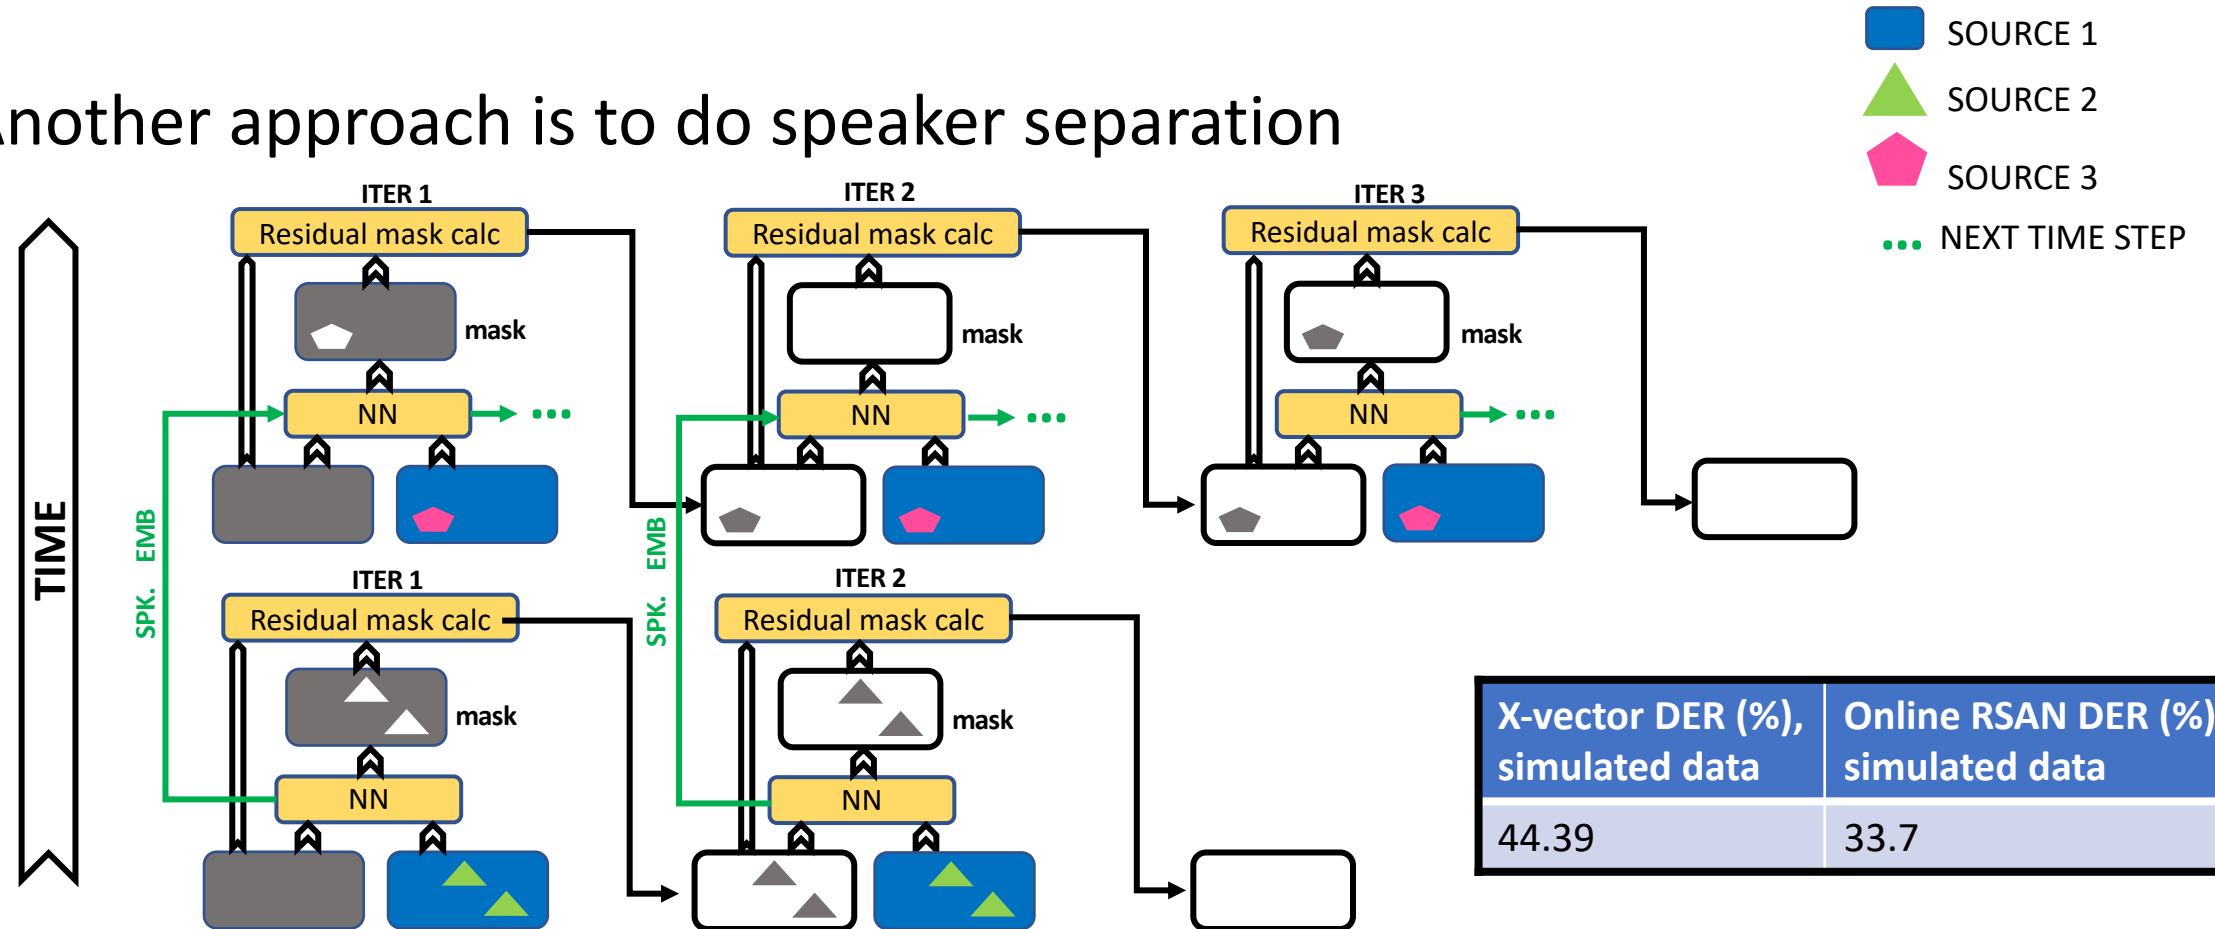 SOURCE 1
SOURCE 2
SOURCE 3
... NEXT TIME STEP
Another approach is to do speaker separation
TIME
ITER 1
Residual mask calc
mask
NN
...
SPK. EMB
ITER 2
Residual mask calc
mask
NN
...
SPK. EMB
ITER 3
Residual mask calc
mask
NN
...
ITER 1
Residual mask calc
mask
NN
ITER 2
Residual mask calc
mask
NN
X-vector DER (%),
simulated data
Online RSAN DER (%)
simulated data
44.39
33.7